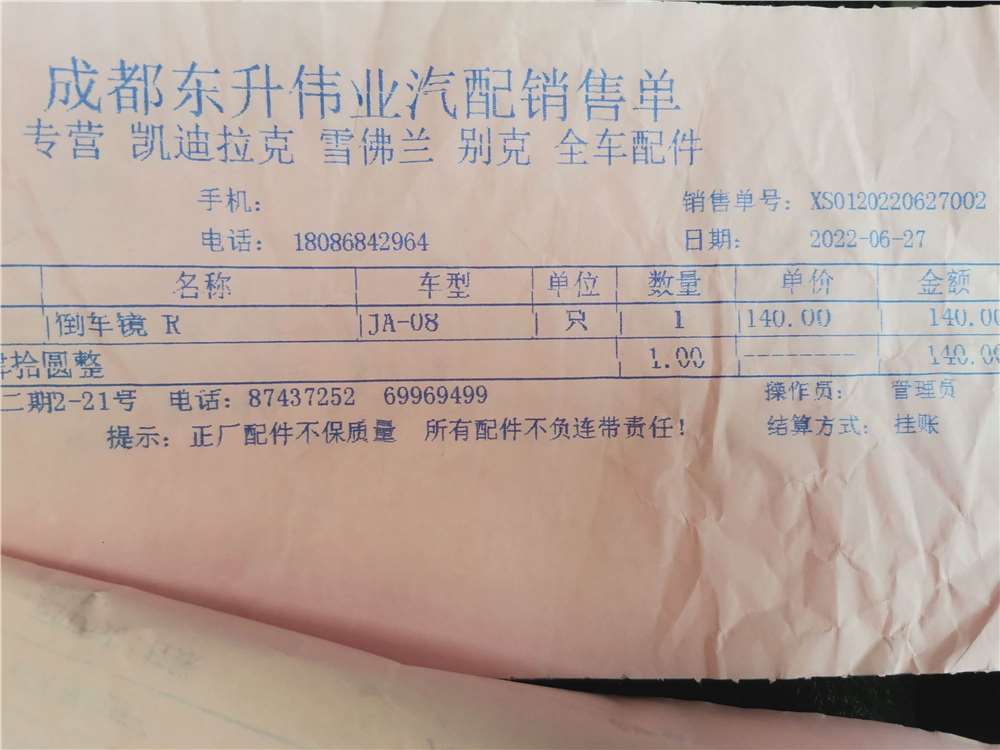 成都东升伟业汽配销售单
专营 凯迪拉克 雪佛兰 别克 全车配件
手机: 销售单号: XS0120220627002
电话: 18086842964 日期: 2022-06-27
名称 车型 单位 数量 单价 金额
倒车镜 R JA-08 只 1 140.00 140.00
肆拾圆整 1.00 -------- 140.00
二期2-21号 电话: 87437252 69969499 操作员: 管理员
提示: 正厂配件不保质量 所有配件不负连带责任! 结算方式: 挂账